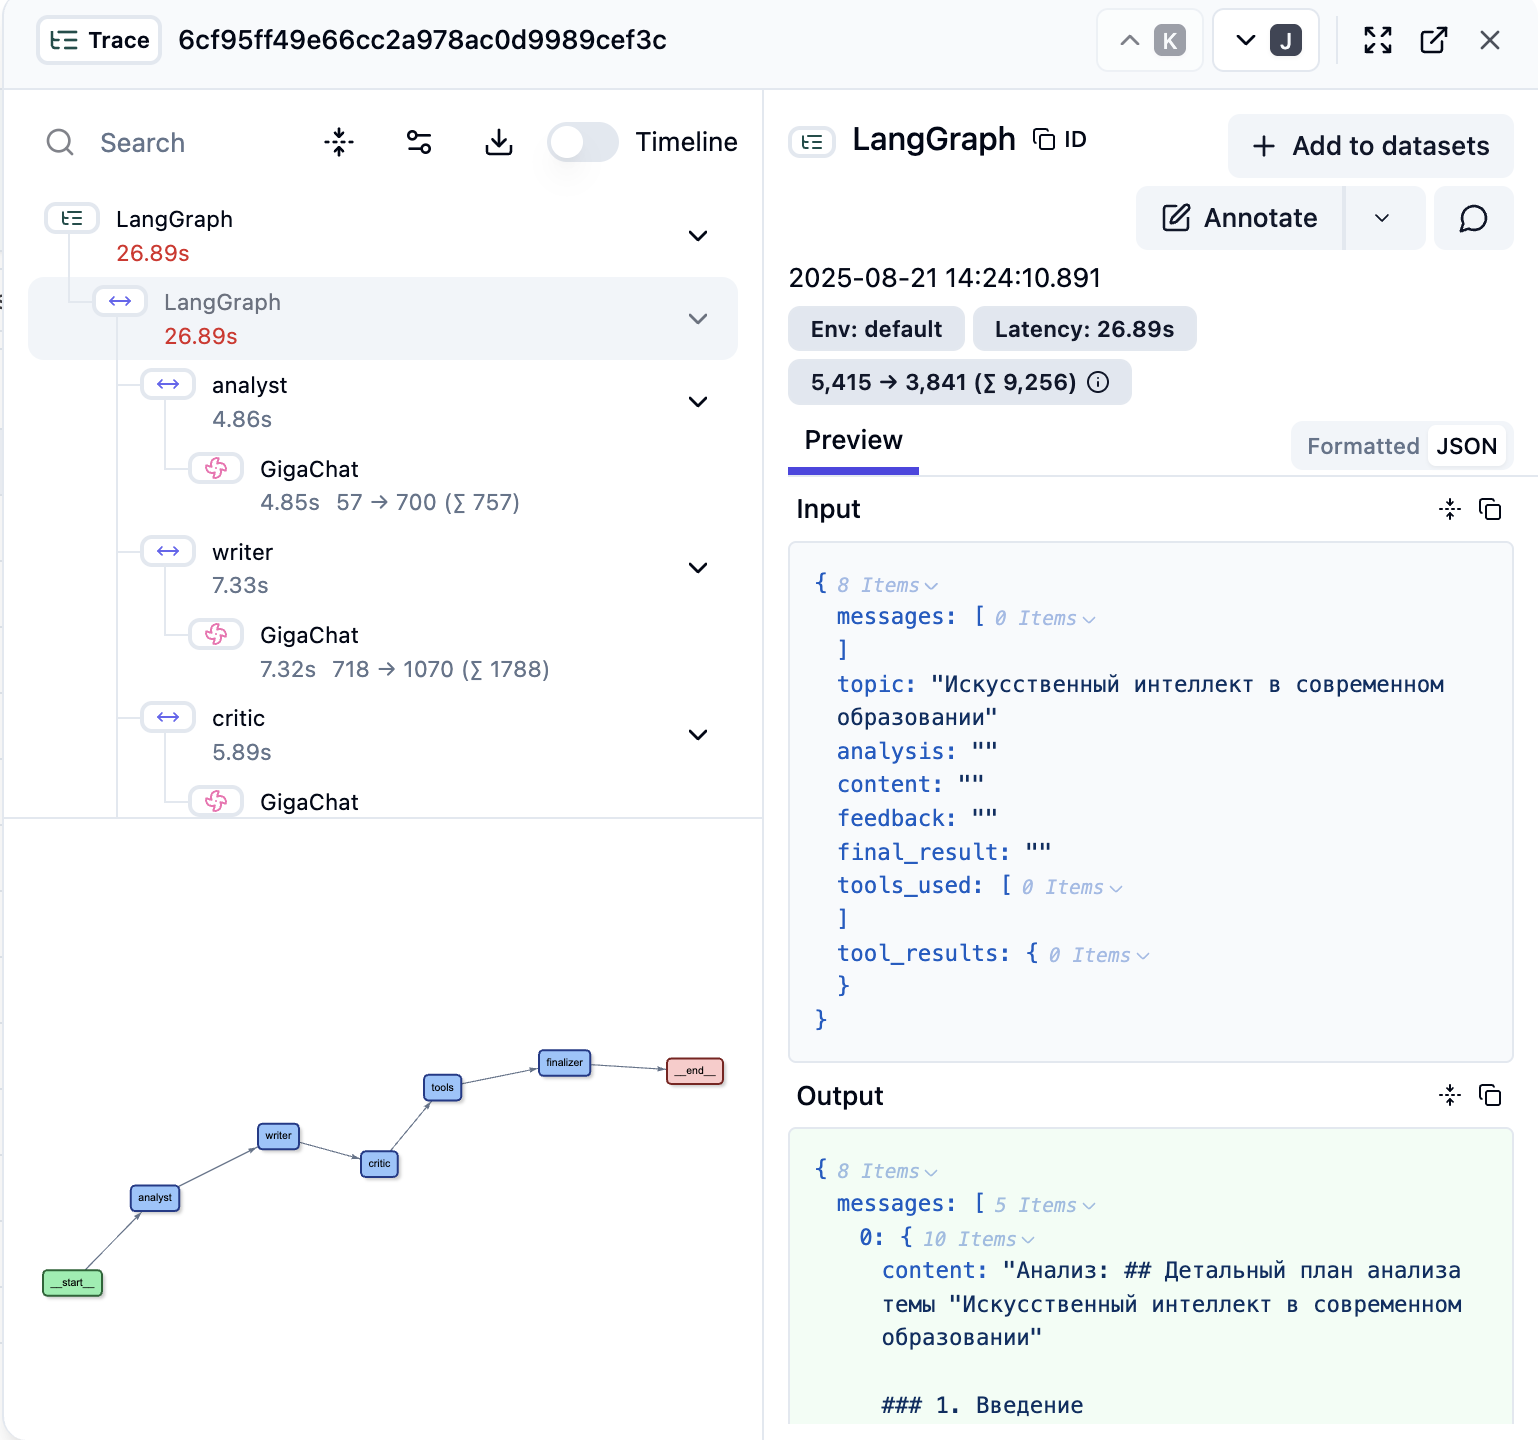 Trace 6cf95ff49e66cc2a978ac0d9989cef3c
K
J
Search
Timeline
LangGraph
26.89s
LangGraph
26.89s
analyst
4.86s
GigaChat
4.85s 57 → 700 (∑ 757)
writer
7.33s
GigaChat
7.32s 718 → 1070 (∑ 1788)
critic
5.89s
GigaChat
__start__
analyst
writer
critic
tools
finalizer
__end__
LangGraph ID
+ Add to datasets
Annotate
2025-08-21 14:24:10.891
Env: default
Latency: 26.89s
5,415 → 3,841 (∑ 9,256)
Preview
Formatted JSON
Input
{ 8 Items
messages: [ 0 Items
]
topic: "Искусственный интеллект в современном
образовании"
analysis: ""
content: ""
feedback: ""
final_result: ""
tools_used: [ 0 Items
]
tool_results: { 0 Items
}
}
Output
{ 8 Items
messages: [ 5 Items
0: { 10 Items
content: "Анализ: ## Детальный план анализа
темы "Искусственный интеллект в современном
образовании"
### 1. Введение